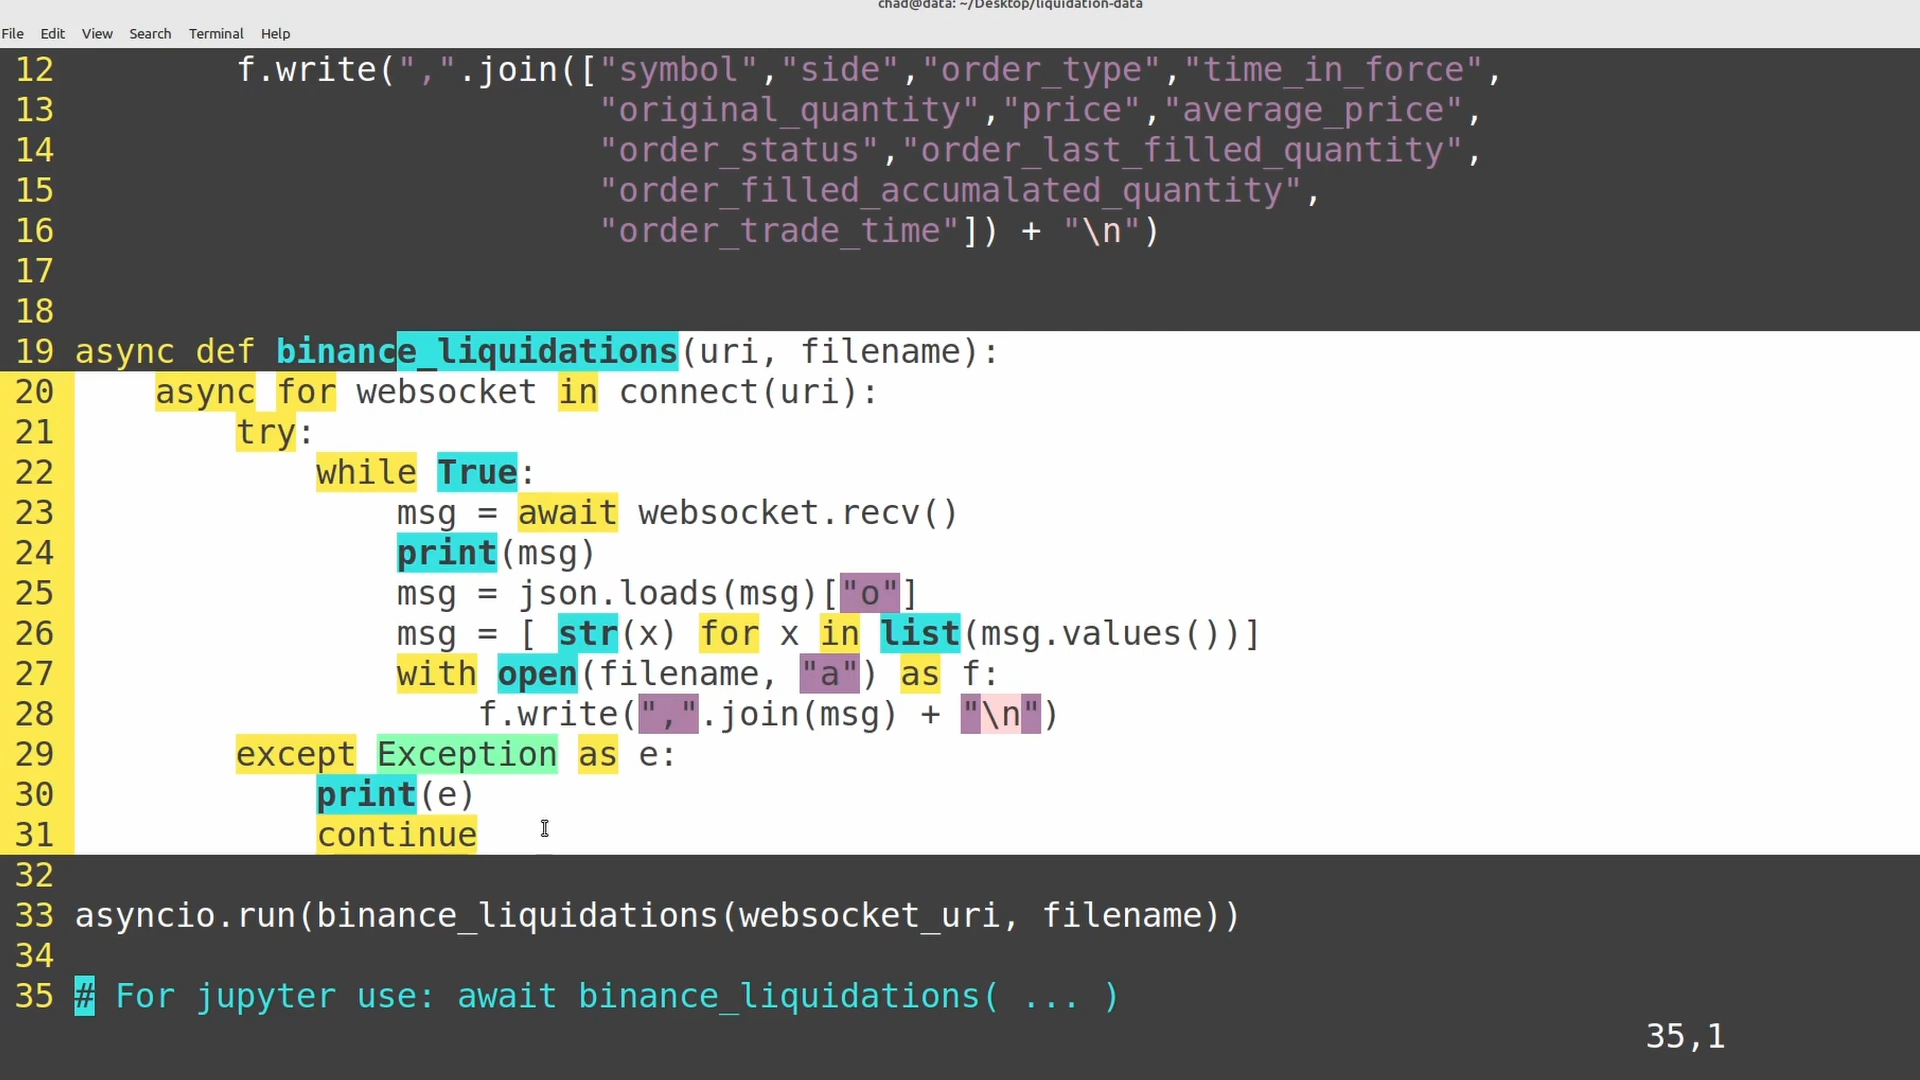 chad@data: ~/Desktop/liquidation-data
File Edit View Search Terminal Help
12         f.write(",".join(["symbol","side","order_type","time_in_force",
13                           "original_quantity","price","average_price",
14                           "order_status","order_last_filled_quantity",
15                           "order_filled_accumalated_quantity",
16                           "order_trade_time"]) + "\n")
17
18
19 async def binance_liquidations(uri, filename):
20     async for websocket in connect(uri):
21         try:
22             while True:
23                 msg = await websocket.recv()
24                 print(msg)
25                 msg = json.loads(msg)["o"]
26                 msg = [ str(x) for x in list(msg.values())]
27                 with open(filename, "a") as f:
28                     f.write(",".join(msg) + "\n")
29         except Exception as e:
30             print(e)
31             continue
32
33 asyncio.run(binance_liquidations(websocket_uri, filename))
34
35 # For jupyter use: await binance_liquidations( ... )
35,1